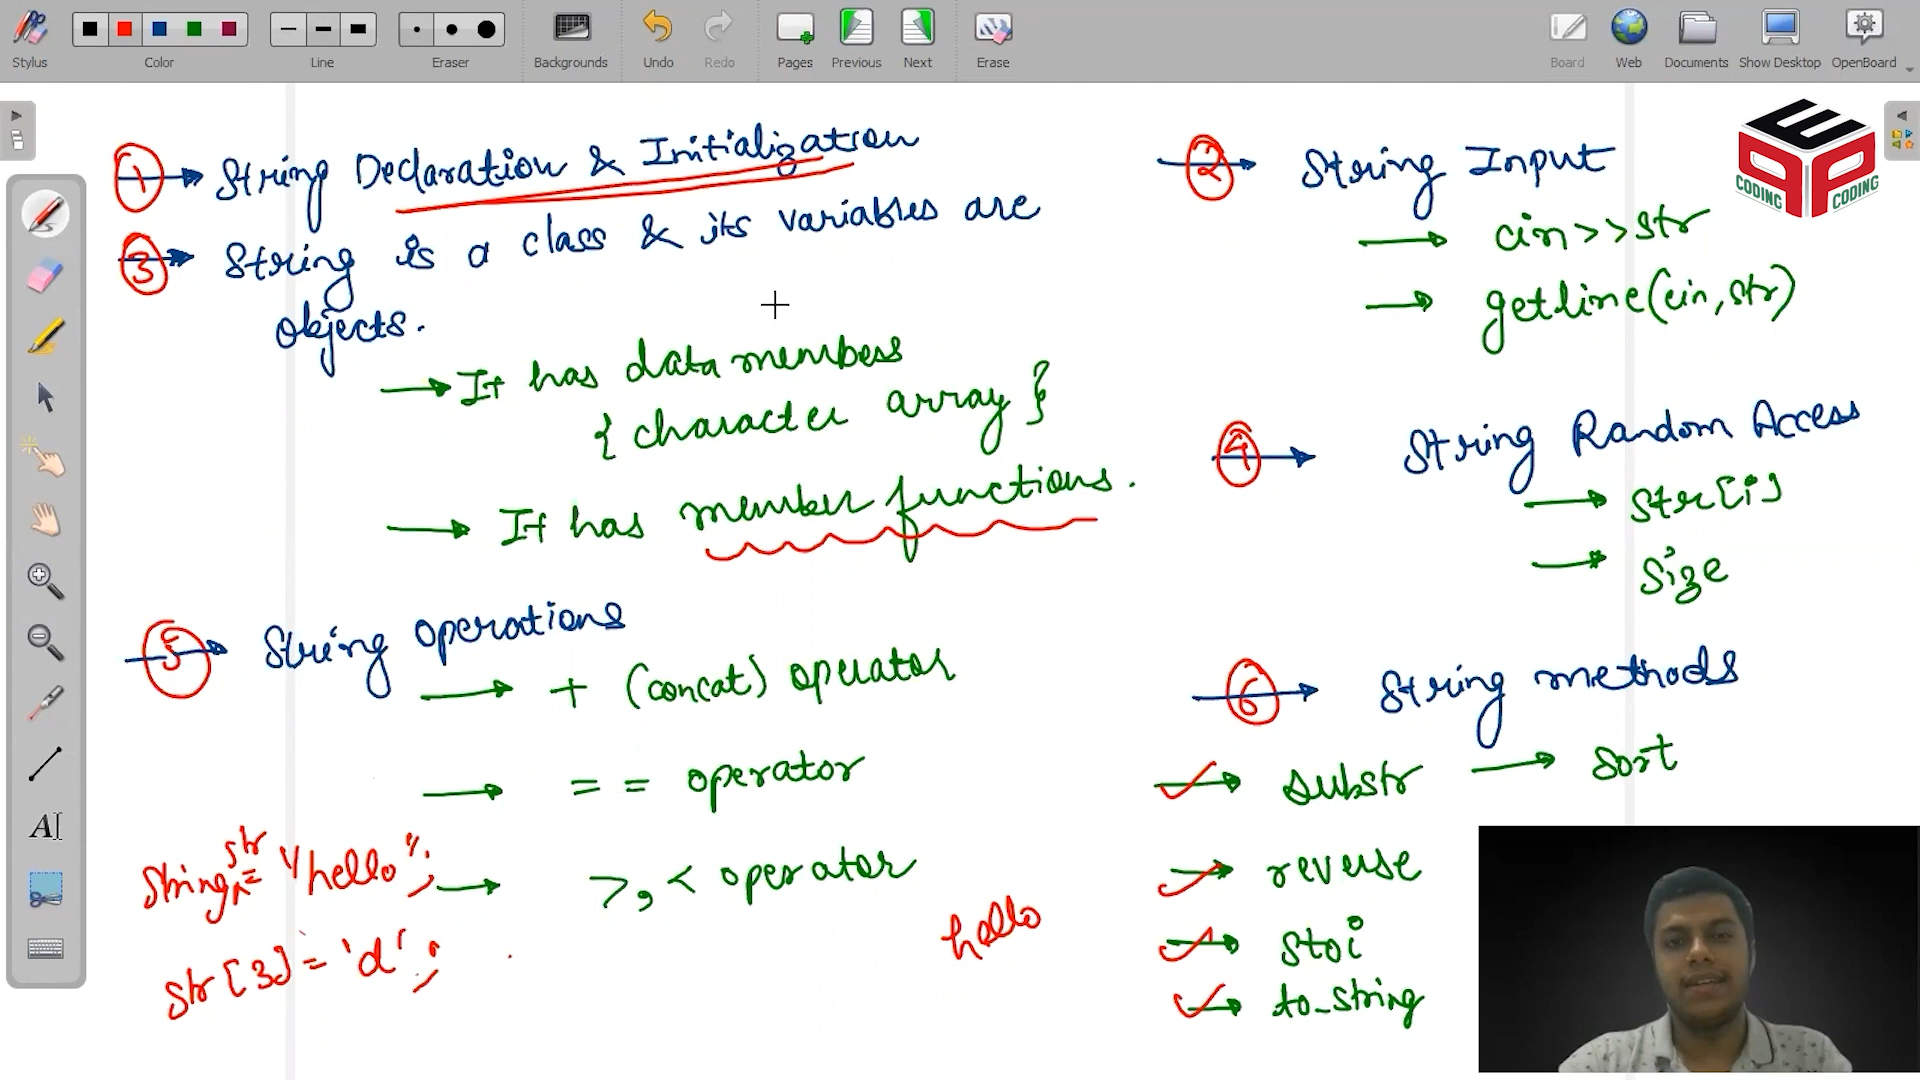 Stylus
Color
Line
Eraser
Backgrounds
Undo
Redo
Pages
Previous
Next
Erase
Board
Web
Documents
Show Desktop
OpenBoard
1 String Declaration & Initialization
3 String is a class & its variables are
objects.
It has data members
{ character array }
It has member functions.
2 String Input
cin>>str
getline(cin,str)
4 String Random Access
str[i]
size
5 String operations
+ (concat) operator
== operator
>,< operator
String str = "hello";
str[3]='d';
hello
6 String methods
substr
sort
reverse
stoi
to_string
PEP
CODING CODING
AI